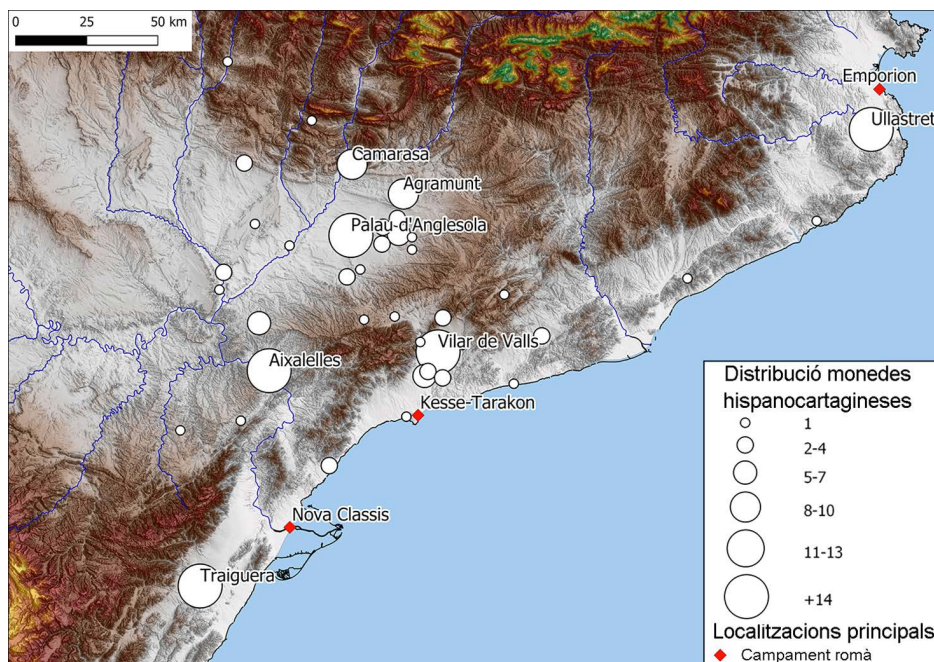 0 25 50 km
Emporion
Ullastret
Camarasa
Agramunt
Palau-d'Anglesola
Vilar de Valls
Aixalelles
Kesse-Tarakon
Nova Classis
Traiguera
Distribució monedes
hispanocartagineses
1
2-4
5-7
8-10
11-13
+14
Localitzacions principals
Campament romà